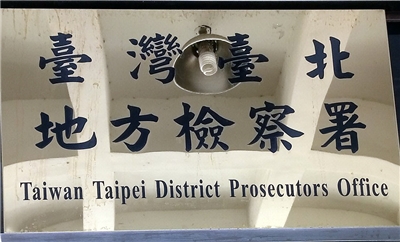 臺灣臺北
地方檢察署
Taiwan Taipei District Prosecutors Office